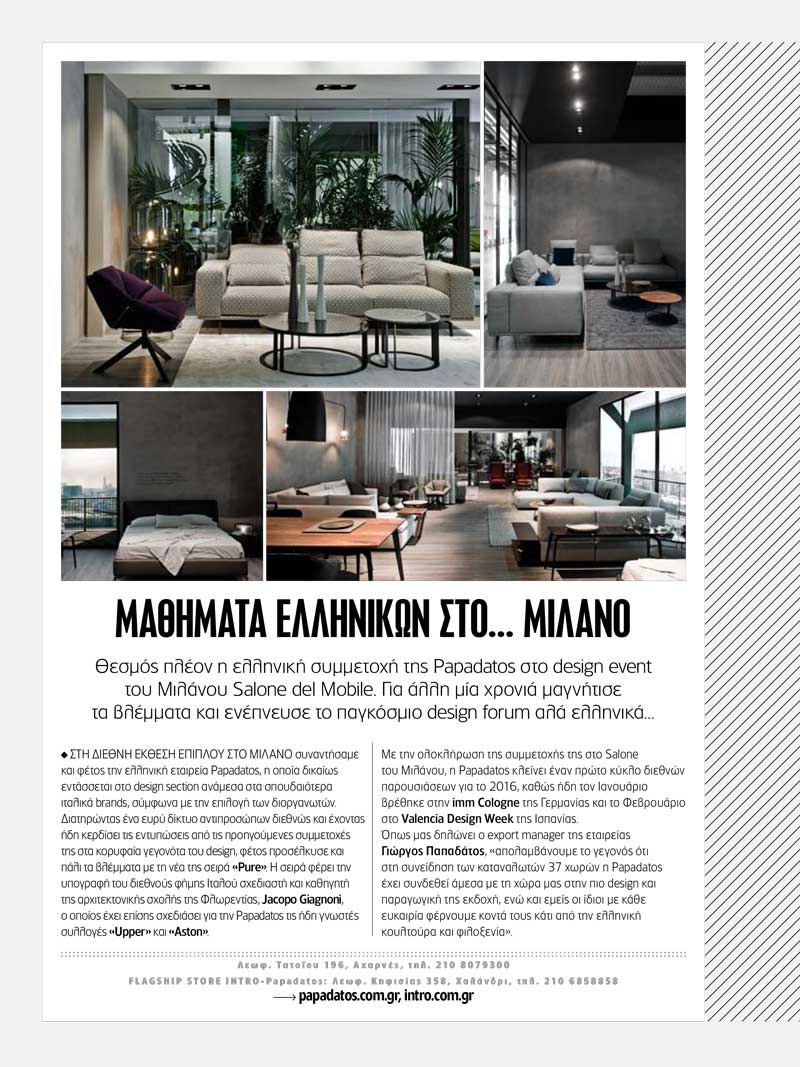 ΜΑΘΗΜΑΤΑ ΕΛΛΗΝΙΚΩΝ ΣΤΟ... ΜΙΛΑΝΟ
Θεσμός πλέον η ελληνική συμμετοχή της Papadatos στο design event
του Μιλάνου Salone del Mobile. Για άλλη μία χρονιά μαγνήτισε
τα βλέμματα και ενέπνευσε το παγκόσμιο design forum αλά ελληνικά...
◆ ΣΤΗ ΔΙΕΘΝΗ ΕΚΘΕΣΗ ΕΠΙΠΛΟΥ ΣΤΟ ΜΙΛΑΝΟ συναντήσαμε
και φέτος την ελληνική εταιρεία Papadatos, η οποία δικαίως
εντάσσεται στο design section ανάμεσα στα σπουδαιότερα
ιταλικά brands, σύμφωνα με την επιλογή των διοργανωτών.
Διατηρώντας ένα ευρύ δίκτυο αντιπροσώπων διεθνώς και έχοντας
ήδη κερδίσει τις εντυπώσεις από τις προηγούμενες συμμετοχές
της στα κορυφαία γεγονότα του design, φέτος προσέλκυσε και
πάλι τα βλέμματα με τη νέα της σειρά «Pure». Η σειρά φέρει την
υπογραφή του διεθνούς φήμης Ιταλού σχεδιαστή και καθηγητή
της αρχιτεκτονικής σχολής της Φλωρεντίας, Jacopo Giagnoni,
ο οποίος έχει επίσης σχεδιάσει για την Papadatos τις ήδη γνωστές
συλλογές «Upper» και «Aston».
Με την ολοκλήρωση της συμμετοχής της στο Salone
του Μιλάνου, η Papadatos κλείνει έναν πρώτο κύκλο διεθνών
παρουσιάσεων για το 2016, καθώς ήδη τον Ιανουάριο
βρέθηκε στην imm Cologne της Γερμανίας και το Φεβρουάριο
στο Valencia Design Week της Ισπανίας.
Όπως μας δηλώνει ο export manager της εταιρείας
Γιώργος Παπαδάτος, «απολαμβάνουμε το γεγονός ότι
στη συνείδηση των καταναλωτών 37 χωρών η Papadatos
έχει συνδεθεί άμεσα με τη χώρα μας στην πιο design και
παραγωγική της εκδοχή, ενώ και εμείς οι ίδιοι με κάθε
ευκαιρία φέρνουμε κοντά τους κάτι από την ελληνική
κουλτούρα και φιλοξενία».
Λεωφ. Τατοΐου 196, Αχαρνές, τηλ. 210 8079300
FLAGSHIP STORE INTRO-Papadatos: Λεωφ. Κηφισίας 358, Χαλάνδρι, τηλ. 210 6858858
⟶ papadatos.com.gr, intro.com.gr